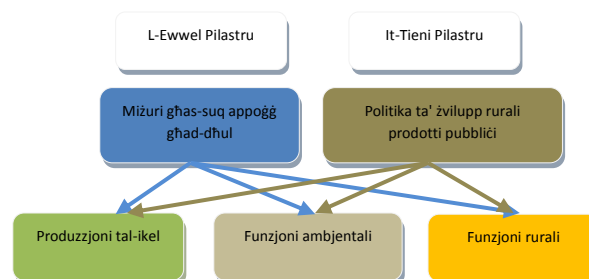 L-Ewwel Pilastru
It-Tieni Pilastru
Miżuri għas-suq appoġġ
għad-dħul
Politika ta' żvilupp rurali
prodotti pubbliċi
Produzzjoni tal-ikel
Funzjoni ambjentali
Funzjoni rurali